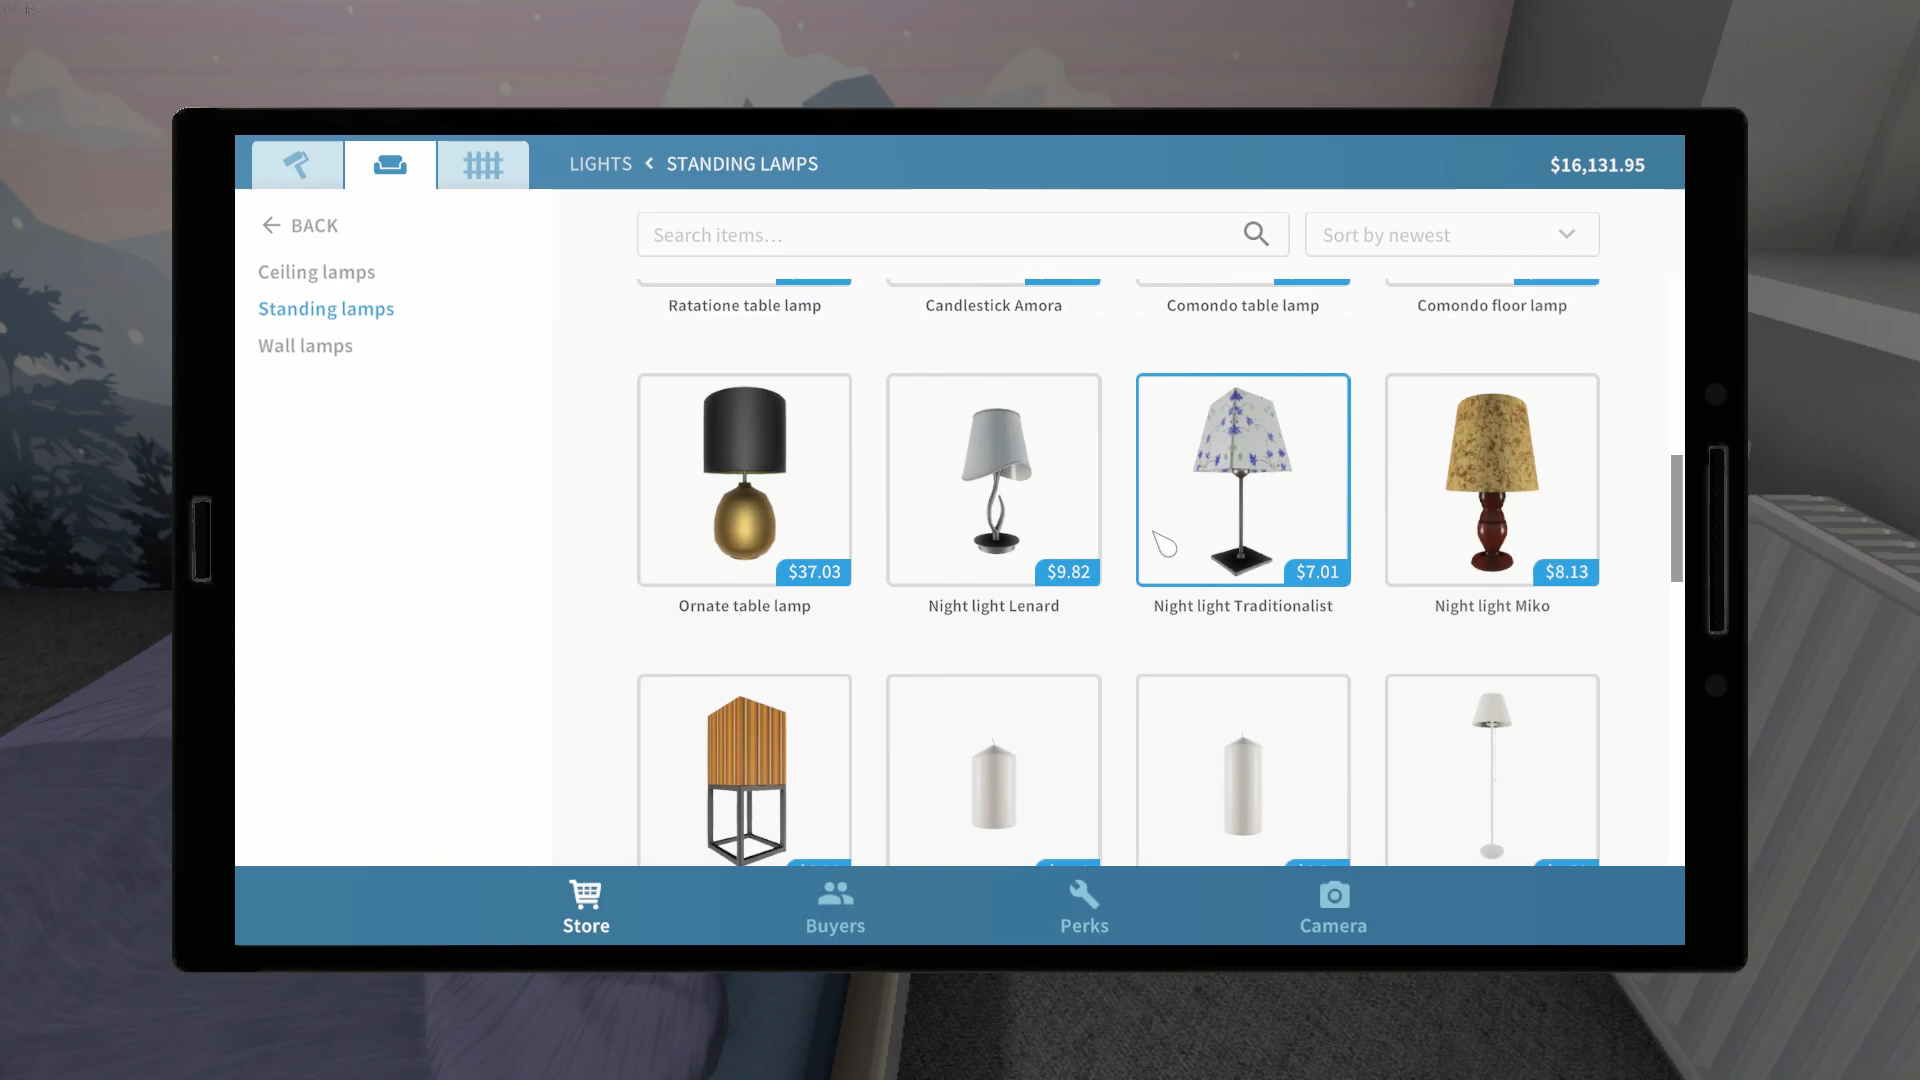 LIGHTS < STANDING LAMPS
$16,131.95
BACK
Ceiling lamps
Standing lamps
Wall lamps
Search items...
Sort by newest
Ratatione table lamp
Candlestick Amora
Comondo table lamp
Comondo floor lamp
$37.03
$9.82
$7.01
$8.13
Ornate table lamp
Night light Lenard
Night light Traditionalist
Night light Miko
Store
Buyers
Perks
Camera